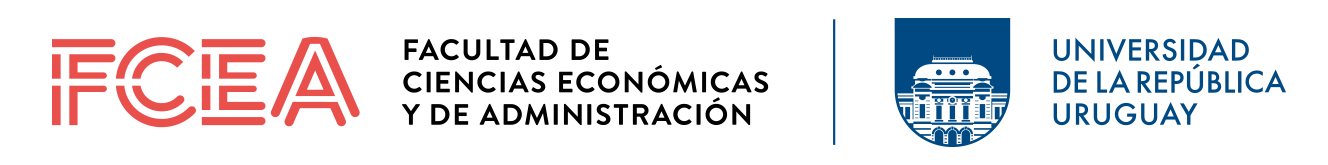 FCEA
FACULTAD DE
CIENCIAS ECONÓMICAS
Y DE ADMINISTRACIÓN
UNIVERSIDAD
DE LA REPÚBLICA
URUGUAY